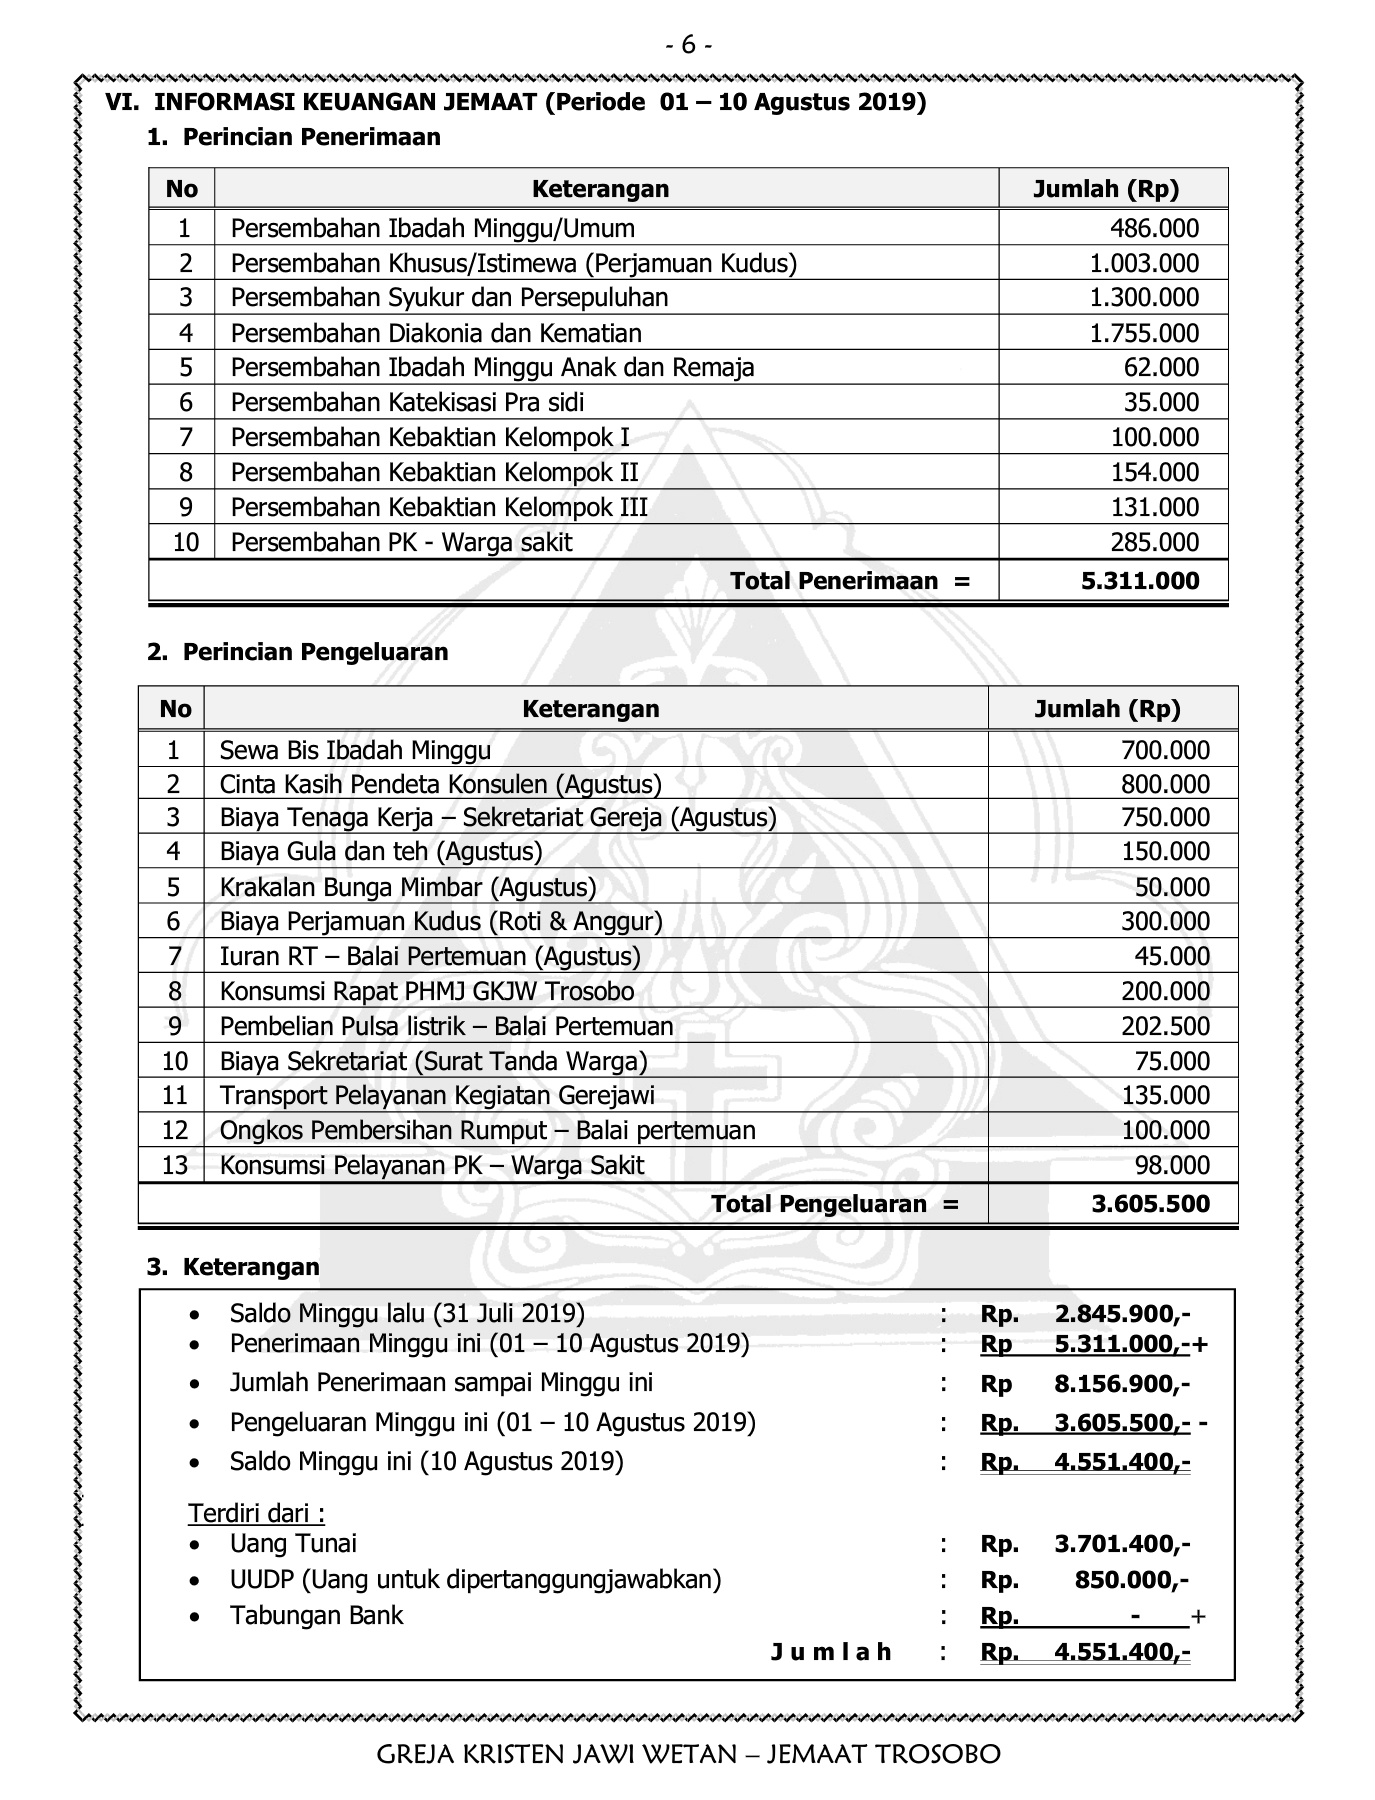 - 6 -
VI. INFORMASI KEUANGAN JEMAAT (Periode 01 – 10 Agustus 2019)
1. Perincian Penerimaan
No Keterangan Jumlah (Rp)
1 Persembahan Ibadah Minggu/Umum 486.000
2 Persembahan Khusus/Istimewa (Perjamuan Kudus) 1.003.000
3 Persembahan Syukur dan Persepuluhan 1.300.000
4 Persembahan Diakonia dan Kematian 1.755.000
5 Persembahan Ibadah Minggu Anak dan Remaja 62.000
6 Persembahan Katekisasi Pra sidi 35.000
7 Persembahan Kebaktian Kelompok I 100.000
8 Persembahan Kebaktian Kelompok II 154.000
9 Persembahan Kebaktian Kelompok III 131.000
10 Persembahan PK - Warga sakit 285.000
Total Penerimaan = 5.311.000
2. Perincian Pengeluaran
No Keterangan Jumlah (Rp)
1 Sewa Bis Ibadah Minggu 700.000
2 Cinta Kasih Pendeta Konsulen (Agustus) 800.000
3 Biaya Tenaga Kerja – Sekretariat Gereja (Agustus) 750.000
4 Biaya Gula dan teh (Agustus) 150.000
5 Krakalan Bunga Mimbar (Agustus) 50.000
6 Biaya Perjamuan Kudus (Roti & Anggur) 300.000
7 Iuran RT – Balai Pertemuan (Agustus) 45.000
8 Konsumsi Rapat PHMJ GKJW Trosobo 200.000
9 Pembelian Pulsa listrik – Balai Pertemuan 202.500
10 Biaya Sekretariat (Surat Tanda Warga) 75.000
11 Transport Pelayanan Kegiatan Gerejawi 135.000
12 Ongkos Pembersihan Rumput – Balai pertemuan 100.000
13 Konsumsi Pelayanan PK – Warga Sakit 98.000
Total Pengeluaran = 3.605.500
3. Keterangan
• Saldo Minggu lalu (31 Juli 2019) : Rp. 2.845.900,-
• Penerimaan Minggu ini (01 – 10 Agustus 2019) : Rp 5.311.000,-+
• Jumlah Penerimaan sampai Minggu ini : Rp 8.156.900,-
• Pengeluaran Minggu ini (01 – 10 Agustus 2019) : Rp. 3.605.500,- -
• Saldo Minggu ini (10 Agustus 2019) : Rp. 4.551.400,-
Terdiri dari :
• Uang Tunai : Rp. 3.701.400,-
• UUDP (Uang untuk dipertanggungjawabkan) : Rp. 850.000,-
• Tabungan Bank : Rp. - +
J u m l a h : Rp. 4.551.400,-
GREJA KRISTEN JAWI WETAN – JEMAAT TROSOBO